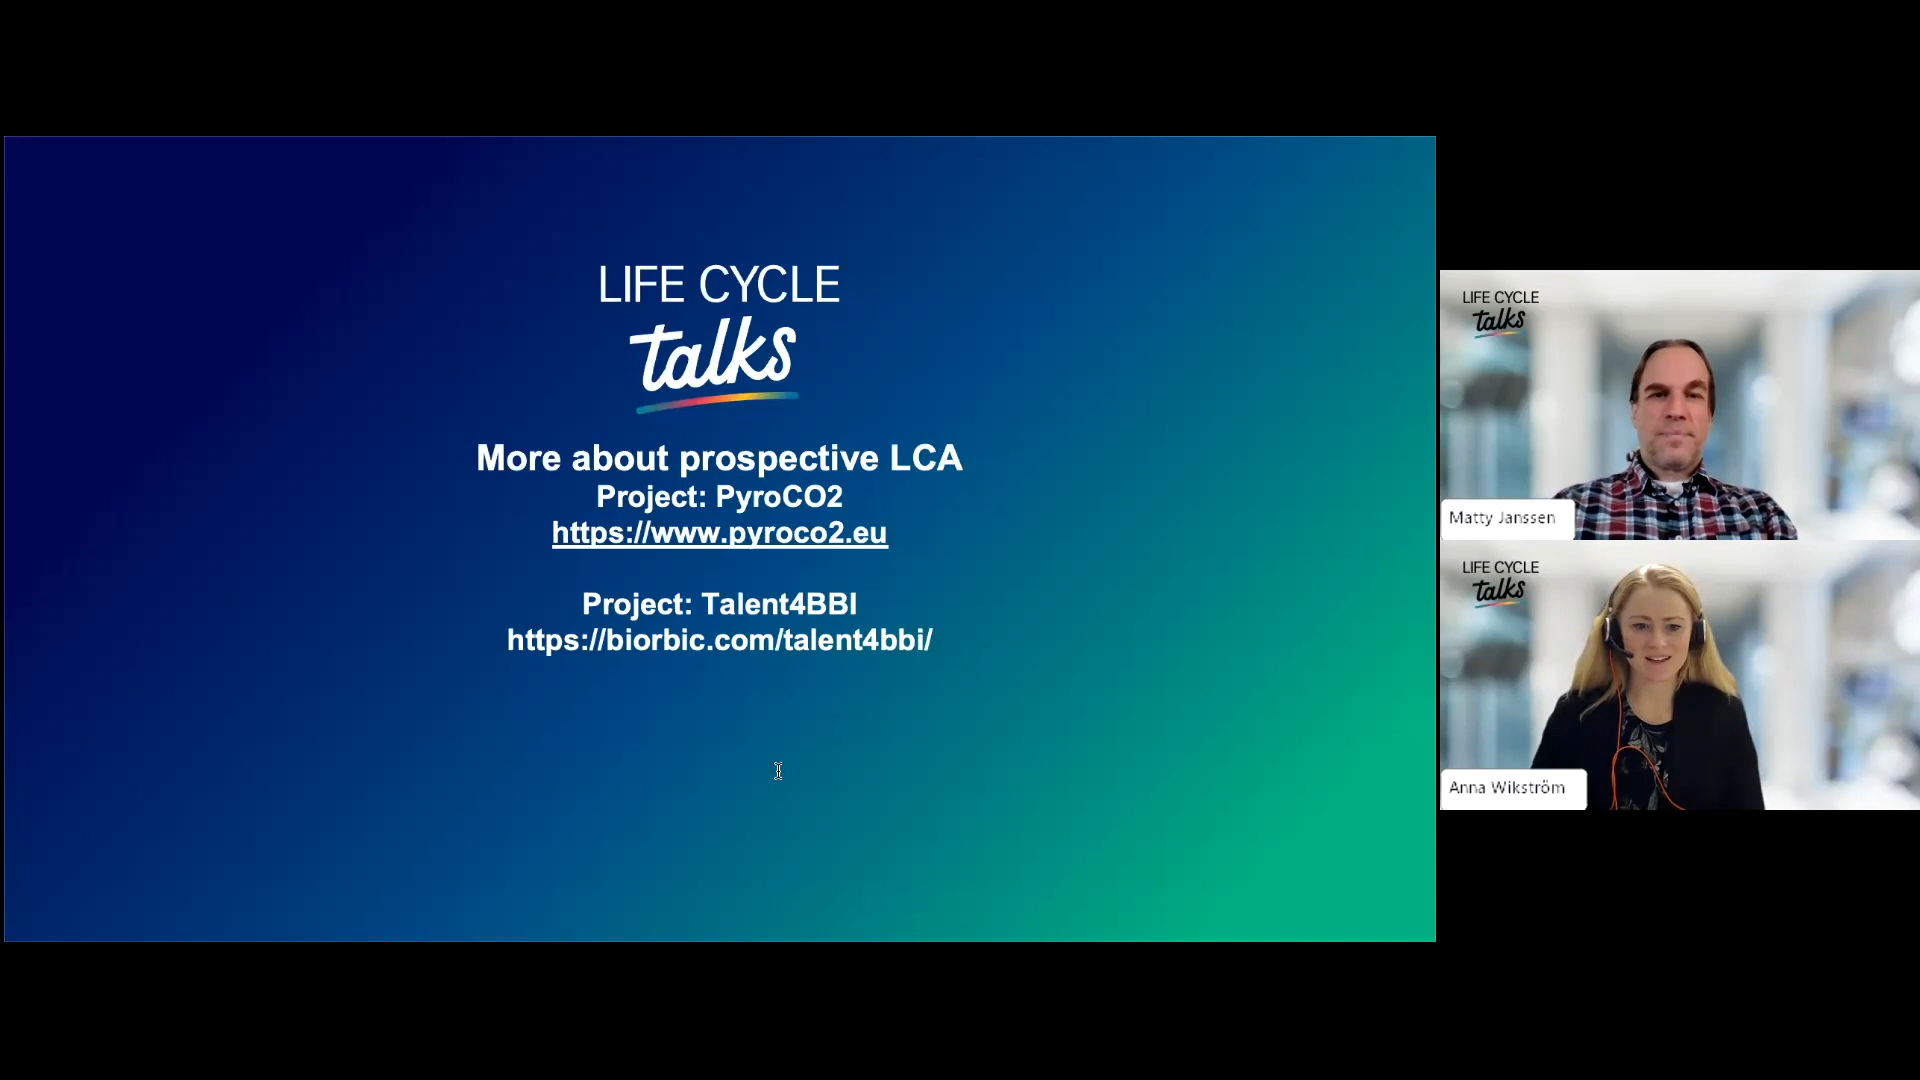 LIFE CYCLE
talks
More about prospective LCA
Project: PyroCO2
https://www.pyroco2.eu
Project: Talent4BBI
https://biorbic.com/talent4bbi/
LIFE CYCLE
talks
Matty Janssen
LIFE CYCLE
talks
Anna Wikström